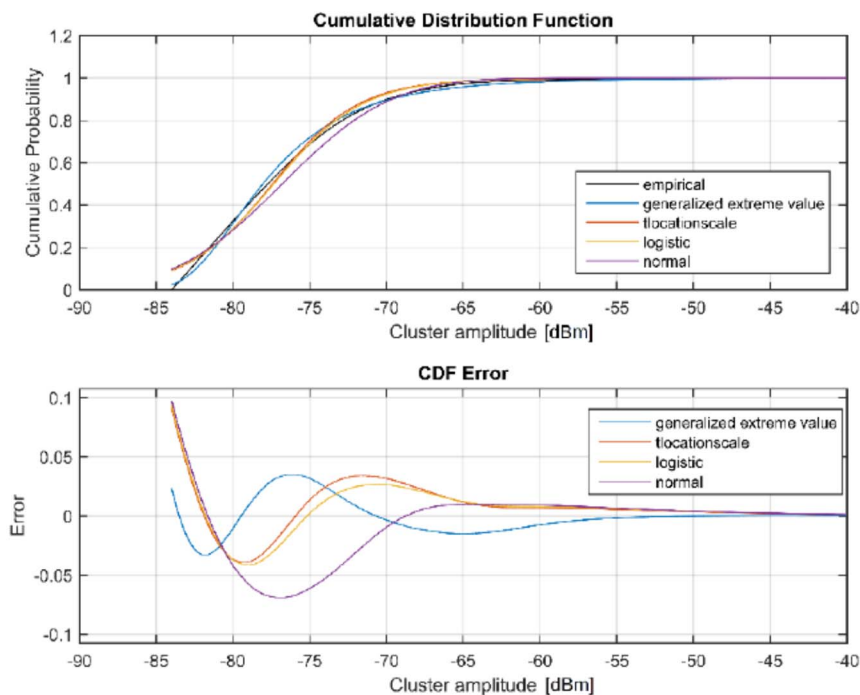 Cumulative Distribution Function
Cumulative Probability
1.2
1
0.8
0.6
0.4
0.2
0
empirical
generalized extreme value
tlocationscale
logistic
normal
-90 -85 -80 -75 -70 -65 -60 -55 -50 -45 -40
Cluster amplitude [dBm]
CDF Error
Error
0.1
0.05
0
-0.05
-0.1
generalized extreme value
tlocationscale
logistic
normal
-90 -85 -80 -75 -70 -65 -60 -55 -50 -45 -40
Cluster amplitude [dBm]